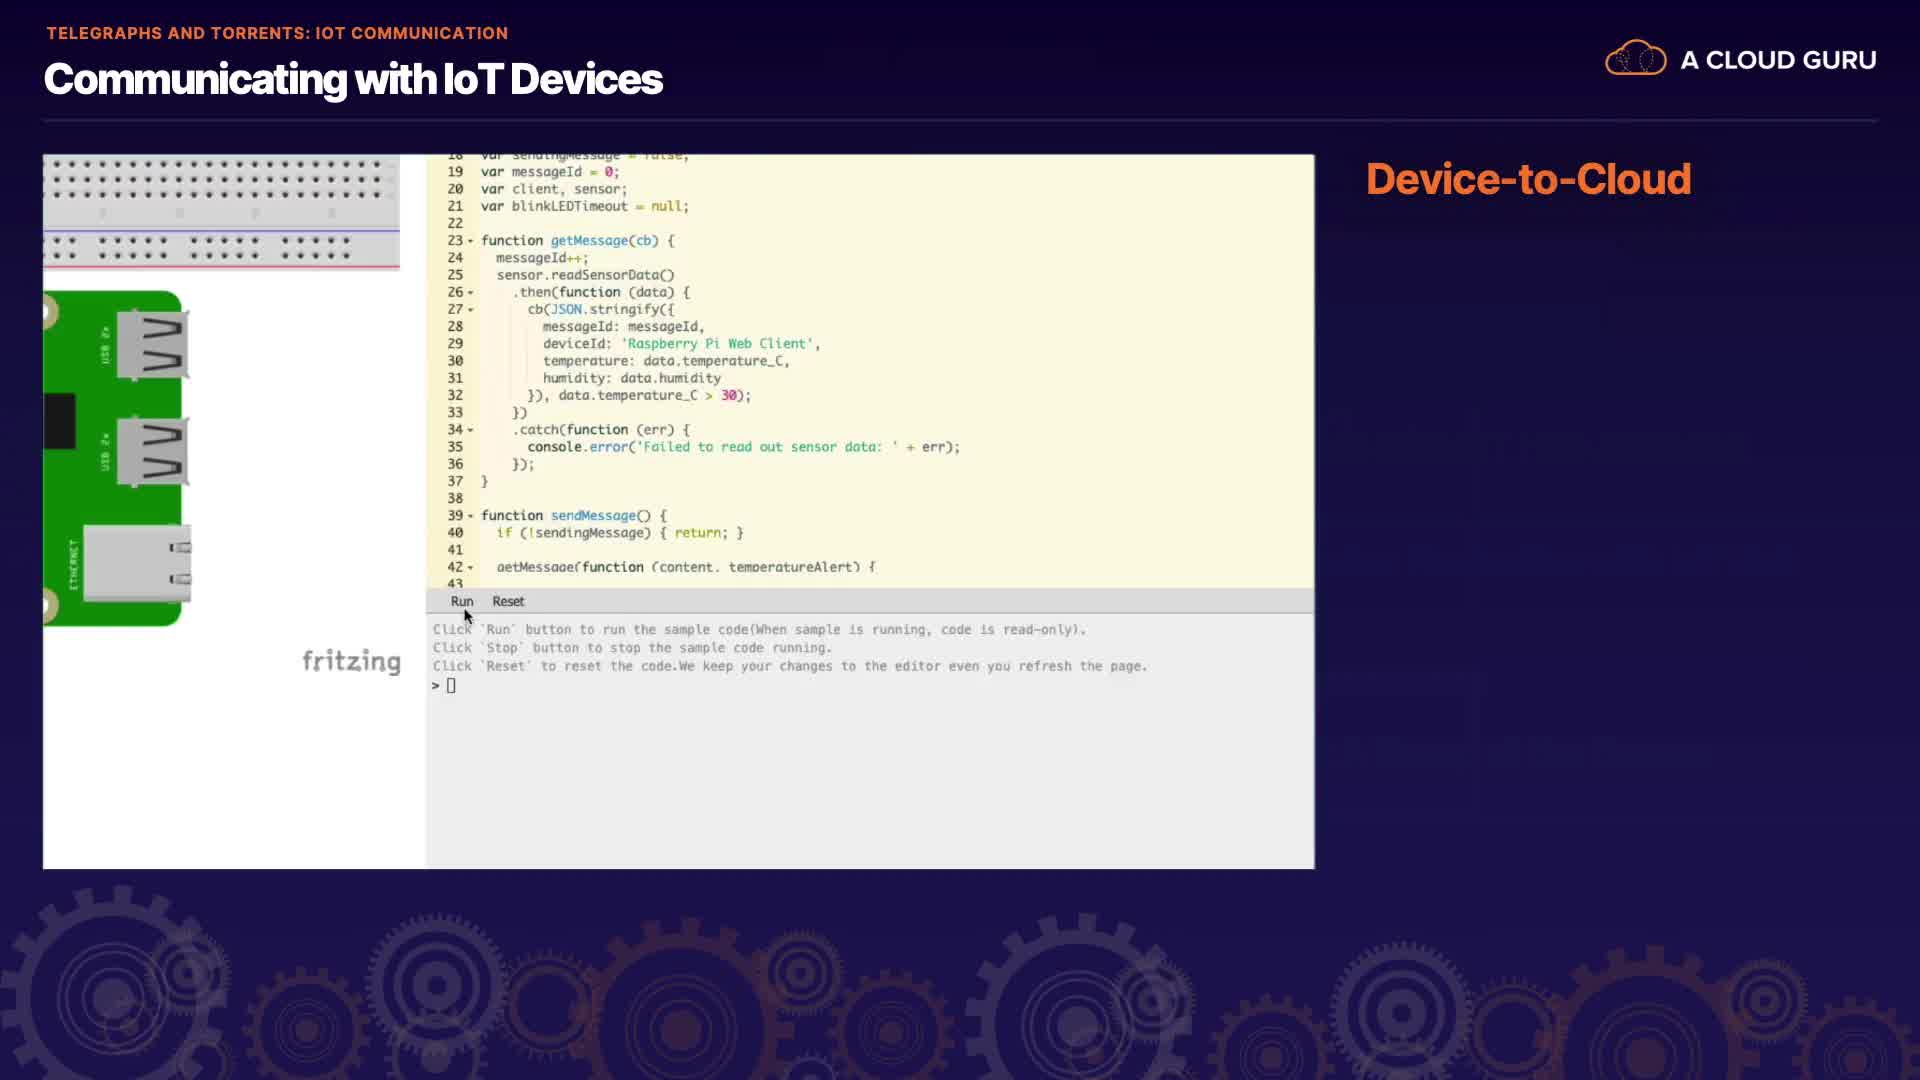 TELEGRAPHS AND TORRENTS: IOT COMMUNICATION
Communicating with IoT Devices
A CLOUD GURU
Device-to-Cloud
USB 2x
USB 2x
ETHERNET
fritzing
18 var sendingMessage = false;
19 var messageId = 0;
20 var client, sensor;
21 var blinkLEDTimeout = null;
22
23 function getMessage(cb) {
24 messageId++;
25 sensor.readSensorData()
26 .then(function (data) {
27 cb(JSON.stringify({
28 messageId: messageId,
29 deviceId: 'Raspberry Pi Web Client',
30 temperature: data.temperature_C,
31 humidity: data.humidity
32 }), data.temperature_C > 30);
33 })
34 .catch(function (err) {
35 console.error('Failed to read out sensor data: ' + err);
36 });
37 }
38
39 function sendMessage() {
40 if (!sendingMessage) { return; }
41
42 getMessage(function (content, temperatureAlert) {
43
Run Reset
Click `Run` button to run the sample code(When sample is running, code is read-only).
Click `Stop` button to stop the sample code running.
Click `Reset` to reset the code.We keep your changes to the editor even you refresh the page.
>